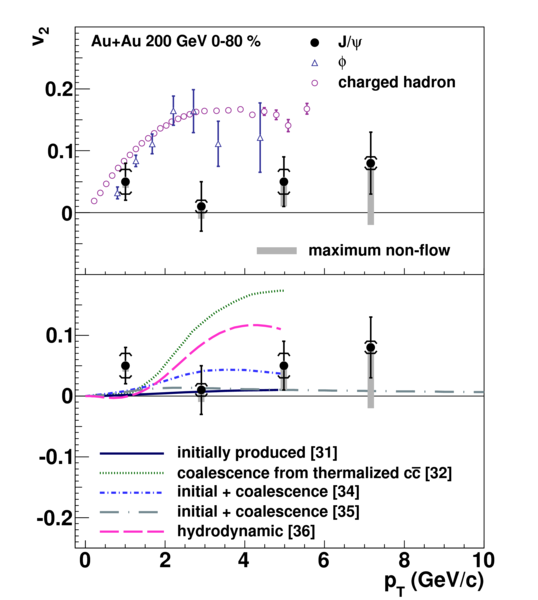 v2
Au+Au 200 GeV 0-80 %
J/ψ
ϕ
charged hadron
0.2
0.1
0
maximum non-flow
0.1
0
-0.1
-0.2
initially produced [31]
coalescence from thermalized cc̅ [32]
initial + coalescence [34]
initial + coalescence [35]
hydrodynamic [36]
0 2 4 6 8 10
pT (GeV/c)